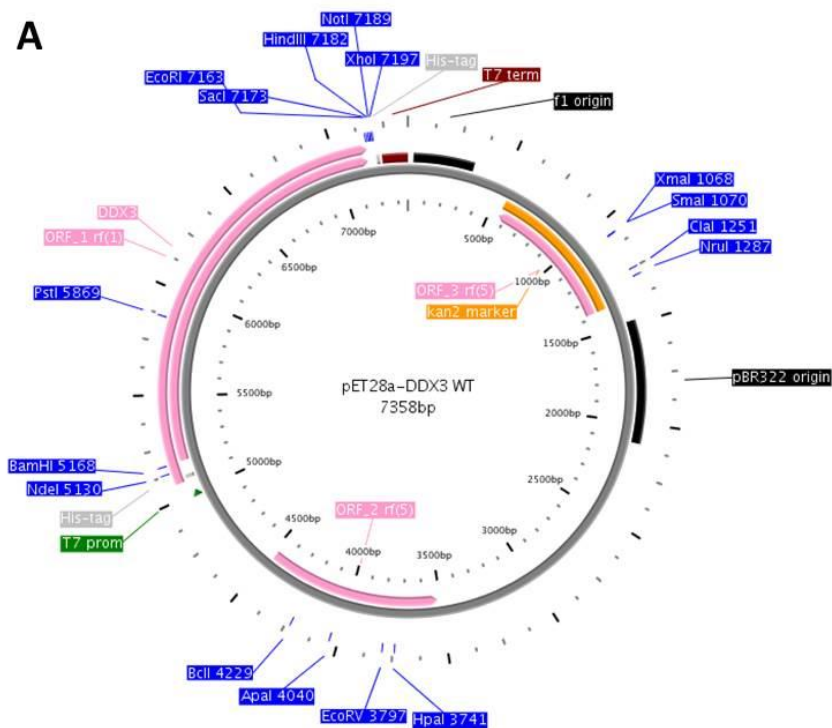 A
NotI 7189
HindIII 7182
XhoI 7197
His-tag
EcoRI 7163
T7 term
SacI 7173
f1 origin
XmaI 1068
SmaI 1070
ClaI 1251
NruI 1287
DDX3
ORF_1 rf(1)
PstI 5869
7000bp
500bp
6500bp
1000bp
ORF_3 rf(5)
kan2 marker
6000bp
1500bp
pET28a-DDX3 WT
7358bp
pBR322 origin
5500bp
2000bp
BamHI 5168
NdeI 5130
His-tag
T7 prom
5000bp
2500bp
ORF_2 rf(5)
4500bp
3000bp
4000bp
3500bp
BclI 4229
ApaI 4040
EcoRV 3797
HpaI 3741